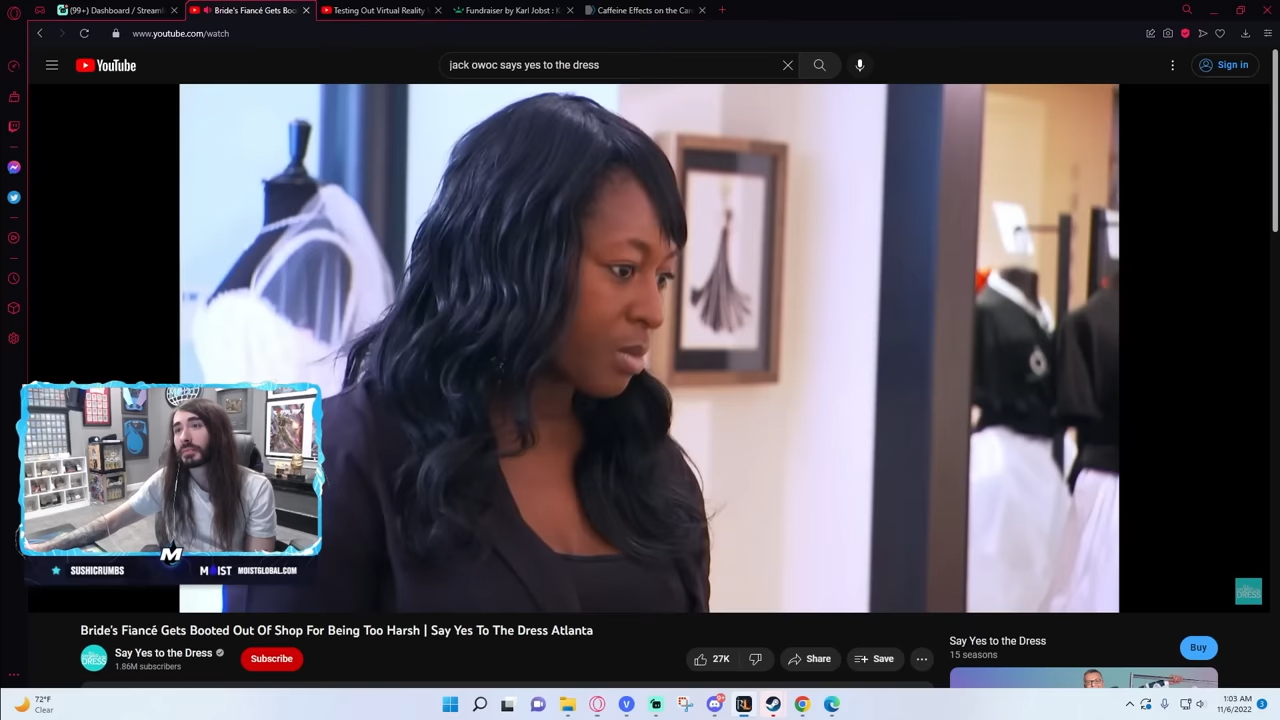 (99+) Dashboard / Streaml
Bride's Fiancé Gets Boo
Testing Out Virtual Reality
Fundraiser by Karl Jobst : K
Caffeine Effects on the Car
www.youtube.com/watch
YouTube
jack owoc says yes to the dress
Sign in
SUSHICRUMBS
M
MOIST
MOISTGLOBAL.COM
DRESS
Bride's Fiancé Gets Booted Out Of Shop For Being Too Harsh | Say Yes To The Dress Atlanta
Say Yes to the Dress
1.86M subscribers
Subscribe
27K
Share
Save
Say Yes to the Dress
15 seasons
Buy
72°F
Clear
1:03 AM
11/6/2022